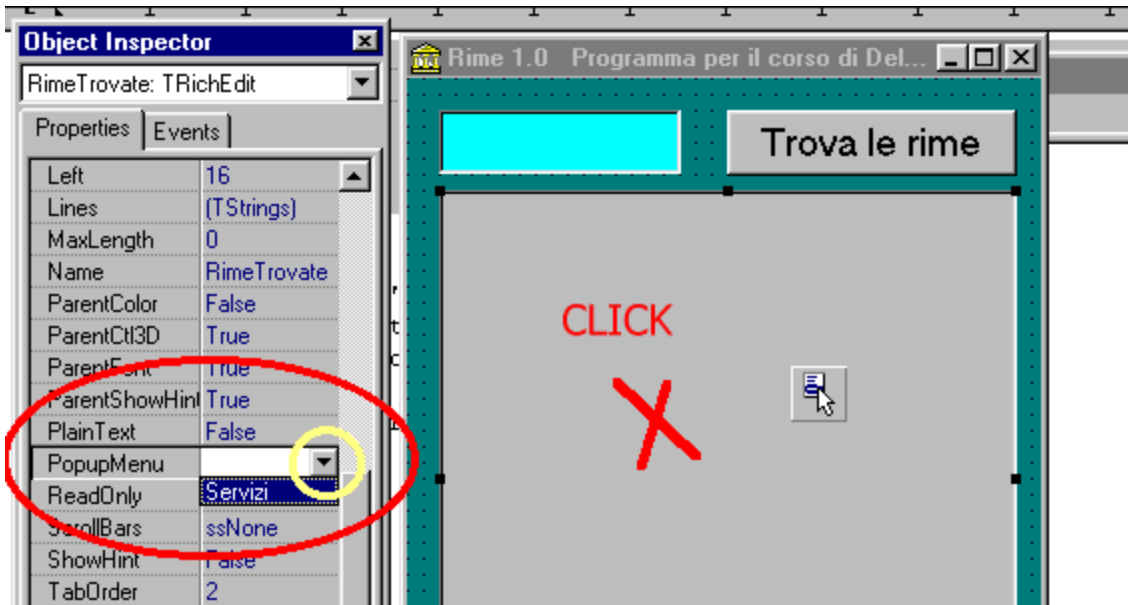 Object Inspector
RimeTrovate: TRichEdit
Properties Events
Left 16
Lines (TStrings)
MaxLength 0
Name RimeTrovate
ParentColor False
ParentCtl3D True
ParentFont True
ParentShowHint True
PlainText False
PopupMenu
ReadOnly Servizi
ScrollBars ssNone
ShowHint False
TabOrder 2
Rime 1.0 Programma per il corso di Del...
Trova le rime
CLICK